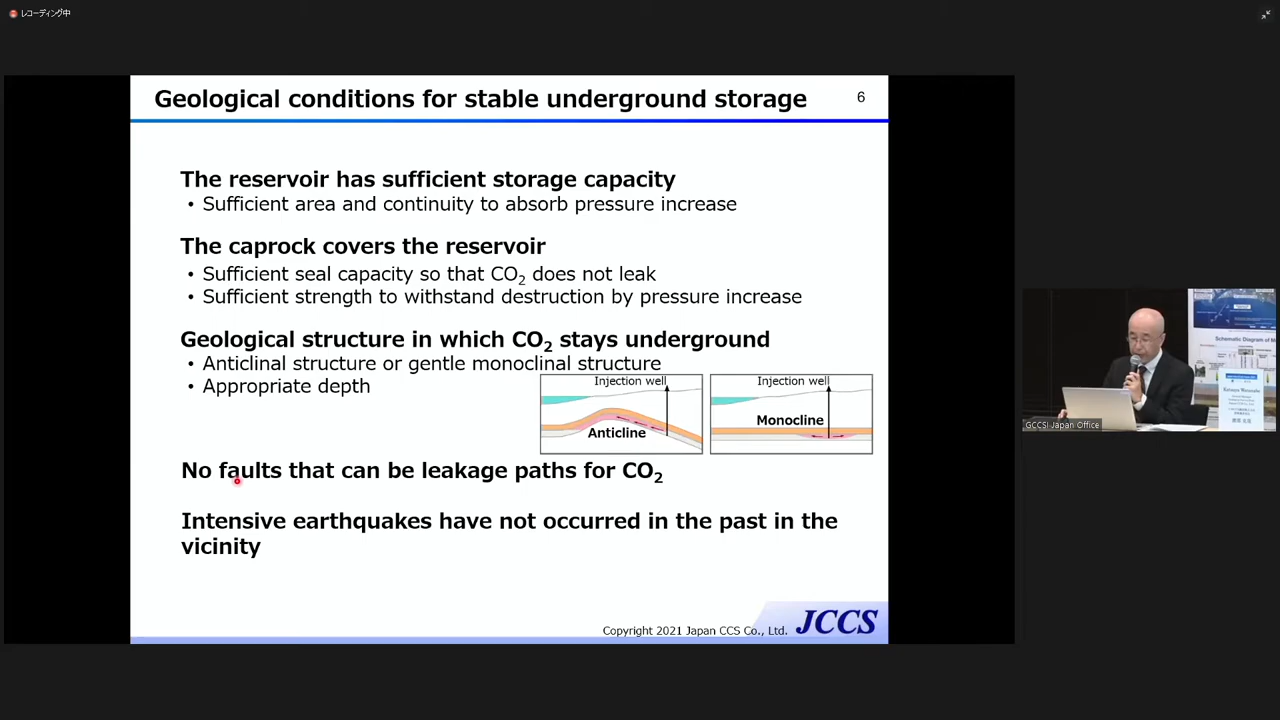 レコーディング中
Geological conditions for stable underground storage
6
The reservoir has sufficient storage capacity
• Sufficient area and continuity to absorb pressure increase
The caprock covers the reservoir
• Sufficient seal capacity so that CO2 does not leak
• Sufficient strength to withstand destruction by pressure increase
Geological structure in which CO2 stays underground
• Anticlinal structure or gentle monoclinal structure
• Appropriate depth
Injection well
Anticline
Injection well
Monocline
No faults that can be leakage paths for CO2
Intensive earthquakes have not occurred in the past in the
vicinity
Copyright 2021 Japan CCS Co., Ltd.
JCCS
Schematic Diagram of M
GCCSI Japan Office